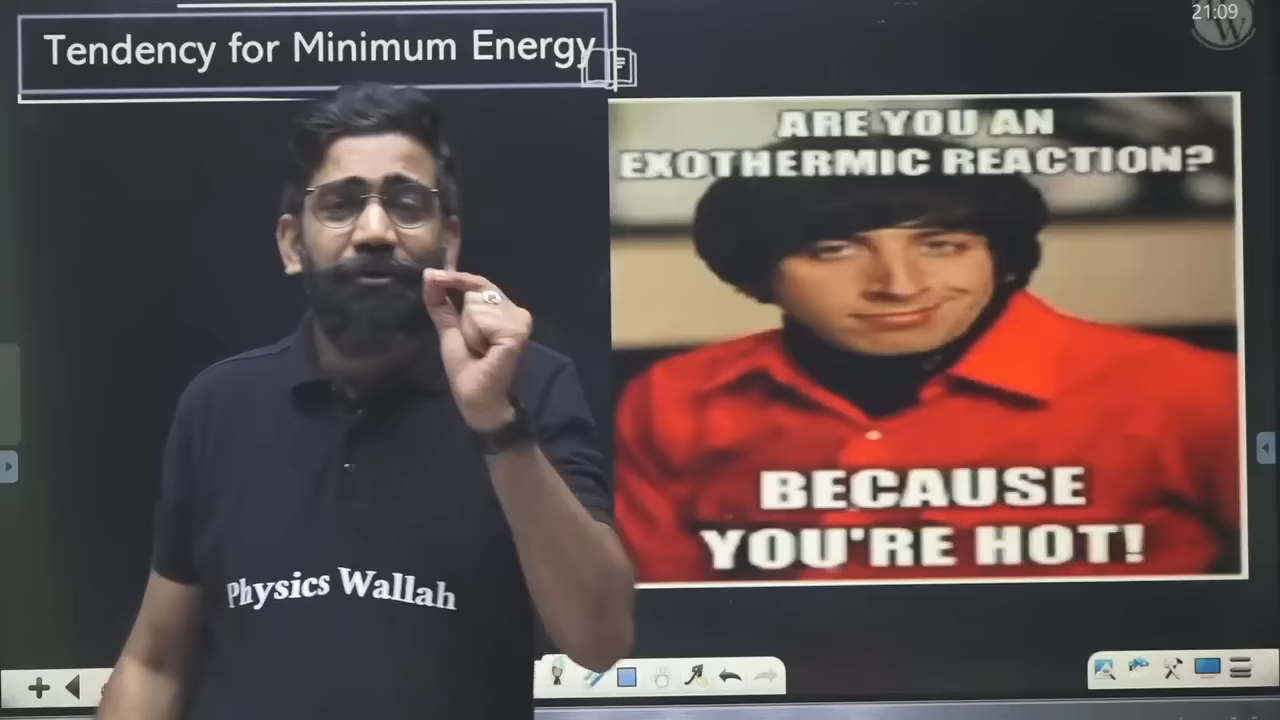 Tendency for Minimum Energy
21:09
W
ARE YOU AN
EXOTHERMIC REACTION?
BECAUSE
YOU'RE HOT!
Physics Wallah